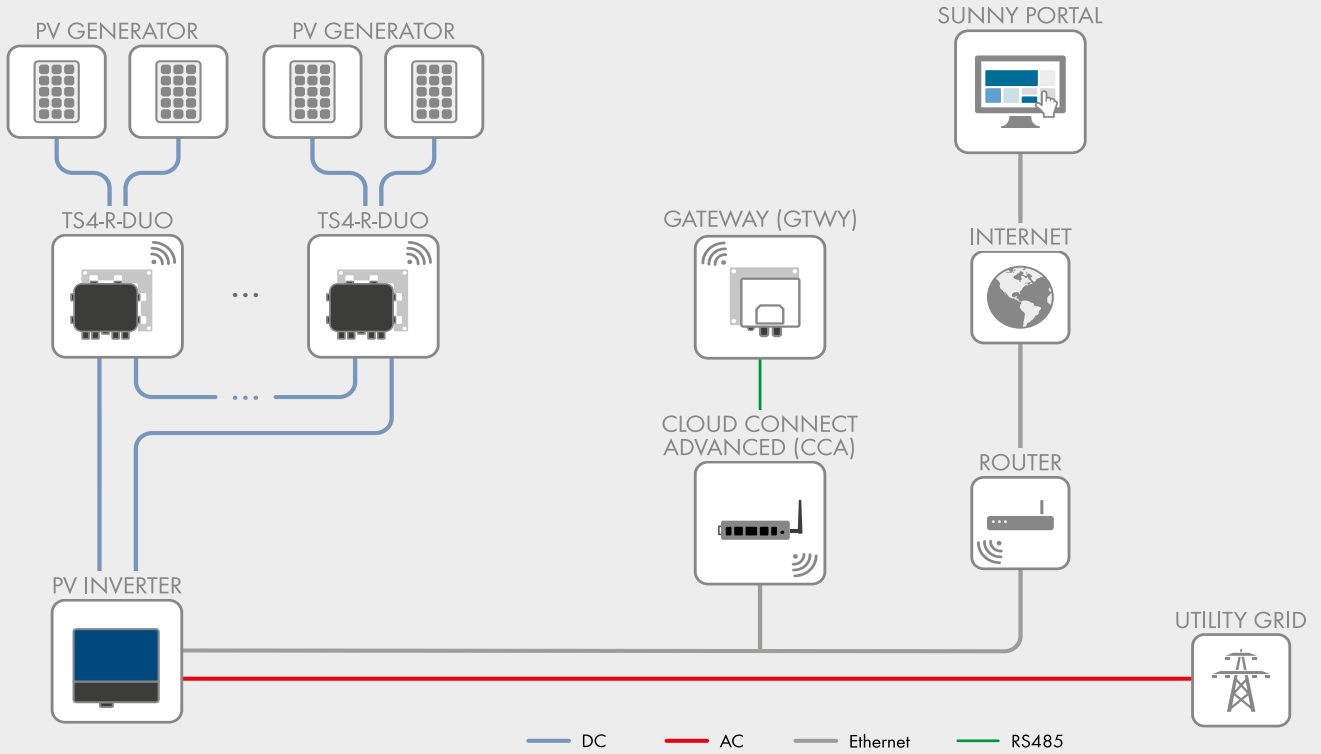 PV GENERATOR
PV GENERATOR
SUNNY PORTAL
TS4-R-DUO
TS4-R-DUO
GATEWAY (GTWY)
INTERNET
...
...
CLOUD CONNECT
ADVANCED (CCA)
ROUTER
PV INVERTER
UTILITY GRID
DC
AC
Ethernet
RS485